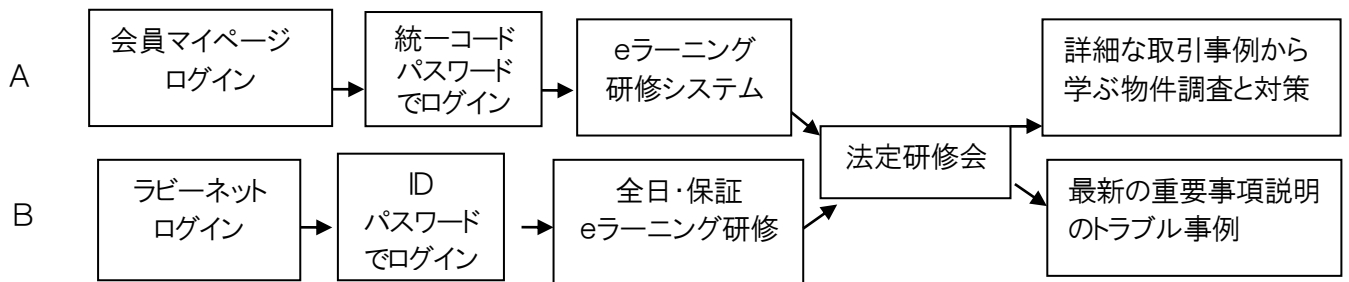 A
会員マイページ
ログイン
統一コード
パスワード
でログイン
eラーニング
研修システム
法定研修会
詳細な取引事例から
学ぶ物件調査と対策
B
ラビーネット
ログイン
ID
パスワード
でログイン
全日・保証
eラーニング研修
最新の重要事項説明
のトラブル事例